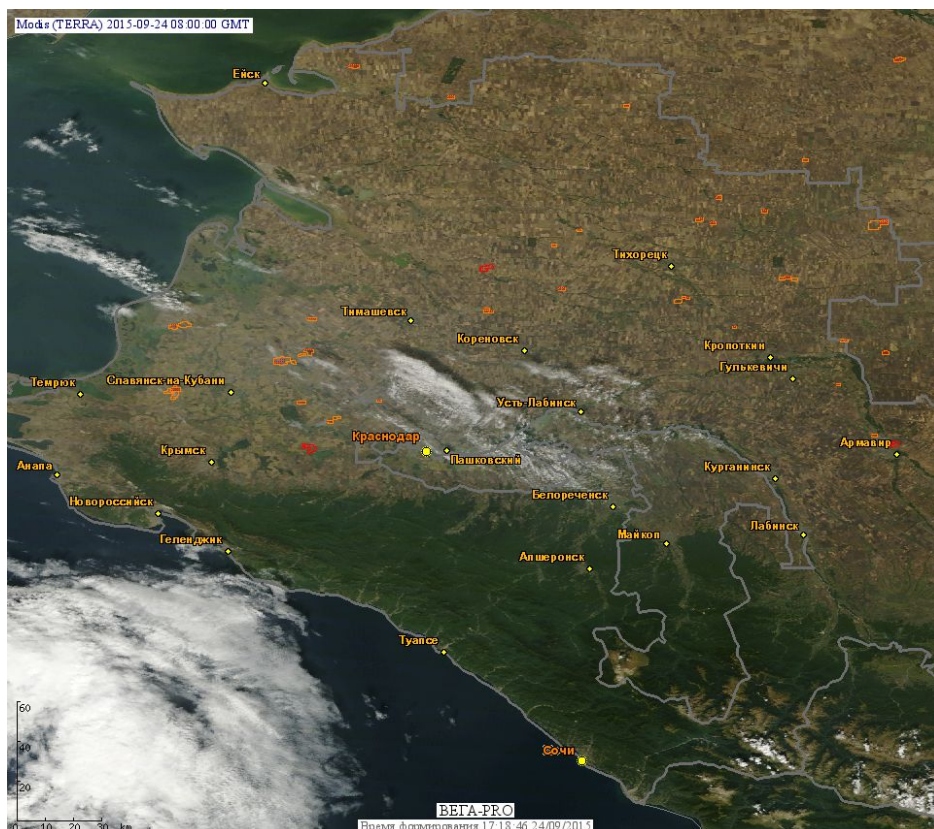 Modis (TERRA) 2015-09-24 08:00:00 GMT
Ейск
Тихорецк
Тимашевск
Кореновск
Кропоткин
Гулькевичи
Темрюк
Славянск-на-Кубани
Усть-Лабинск
Краснодар
Армавир
Крымск
Пашковский
Анапа
Курганинск
Белореченск
Новороссийск
Лабинск
Майкоп
Геленджик
Апшеронск
Туапсе
60
40
20
Сочи
ВЕГА-PRO
0 10 20 30 km
Время формирования 17:18:46 24/09/2015